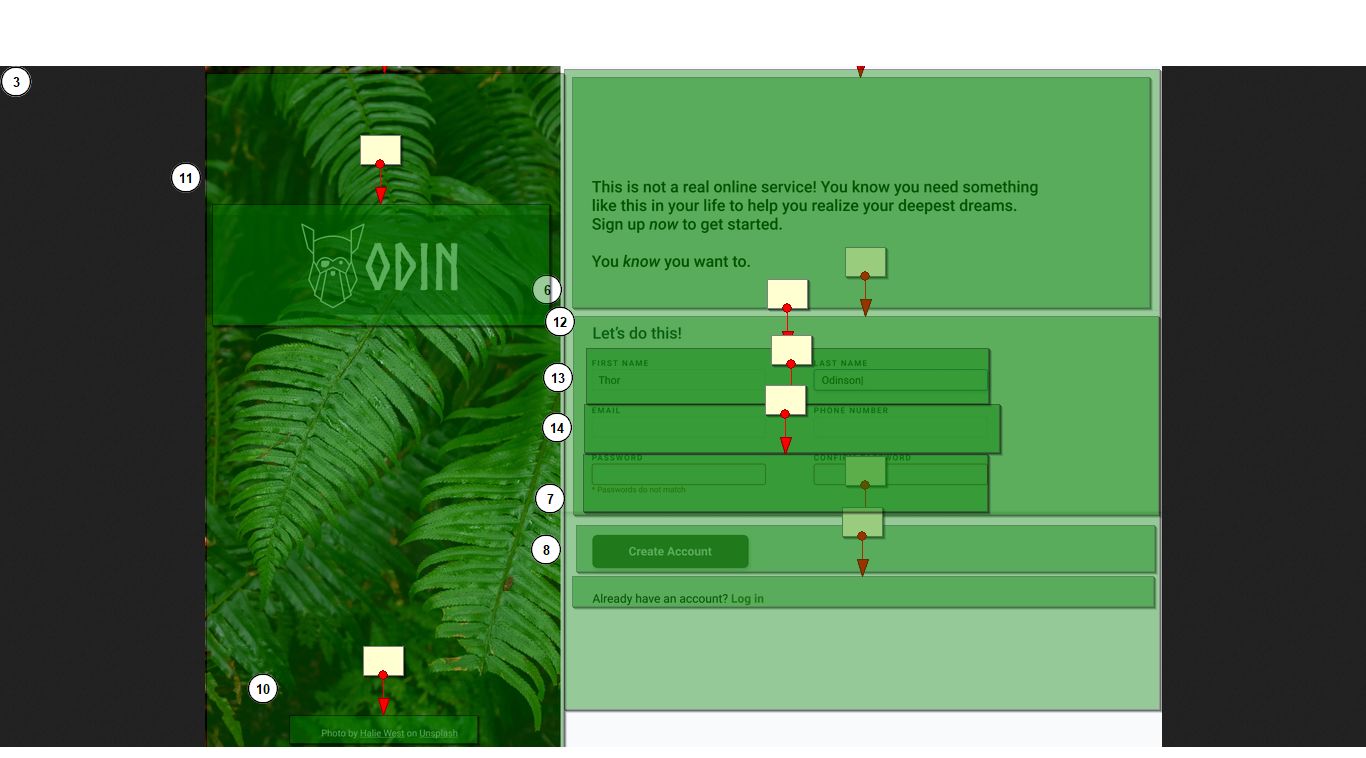 3
11
ODIN
6
This is not a real online service! You know you need something
like this in your life to help you realize your deepest dreams.
Sign up now to get started.
You know you want to.
12
Let's do this!
FIRST NAME
LAST NAME
13
Thor
Odinson
EMAIL
PHONE NUMBER
14
PASSWORD
* Passwords do not match
7
8
Create Account
Already have an account? Log in
10
Photo by Halie West on Unsplash